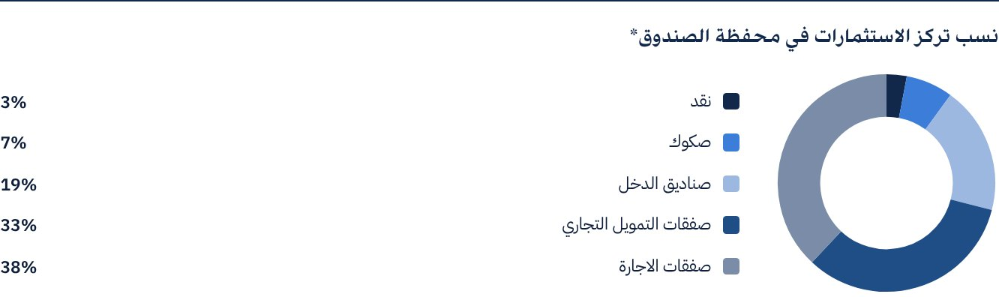 نسب تركز الاستثمارات في محفظة الصندوق*
نقد 3%
صكوك 7%
صناديق الدخل 19%
صفقات التمويل التجاري 33%
صفقات الاجارة 38%